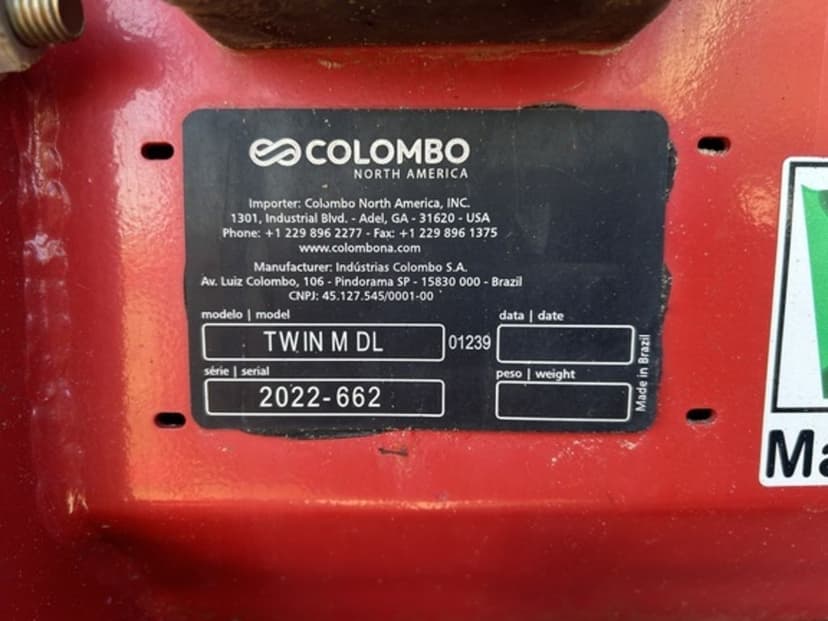 COLOMBO
NORTH AMERICA
Importer: Colombo North America, INC.
1301, Industrial Blvd. - Adel, GA - 31620 - USA
Phone: +1 229 896 2277 - Fax: +1 229 896 1375
www.colombona.com
Manufacturer: Indústrias Colombo S.A.
Av. Luiz Colombo, 106 - Pindorama SP - 15830 000 - Brazil
CNPJ: 45.127.545/0001-00
modelo | model
TWIN M DL
01239
data | date
série | serial
2022-662
peso | weight
Made in Brazil